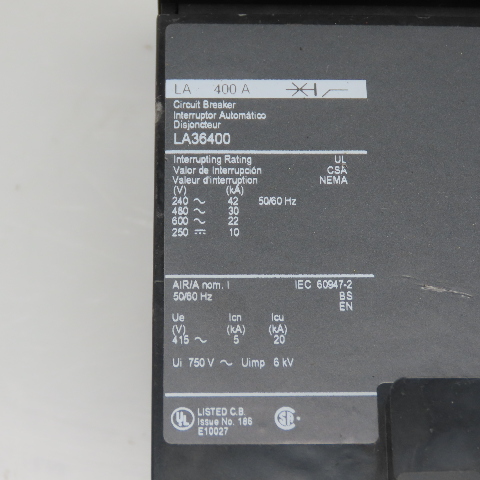 LA 400 A
Circuit Breaker
Interruptor Automático
Disjoncteur
LA36400
Interrupting Rating UL
Valor de Interrupción CSA
Valeur d'interruption NEMA
(V) (kA)
240 ~ 42 50/60 Hz
480 ~ 30
600 ~ 22
250 ⎓ 10
AIR/A nom. I IEC 60947-2
50/60 Hz BS
EN
Ue Icn Icu
(V) (kA) (kA)
415 ~ 5 20
Ui 750 V ~ Uimp 6 kV
UL LISTED C.B.
Issue No. 186
E10027